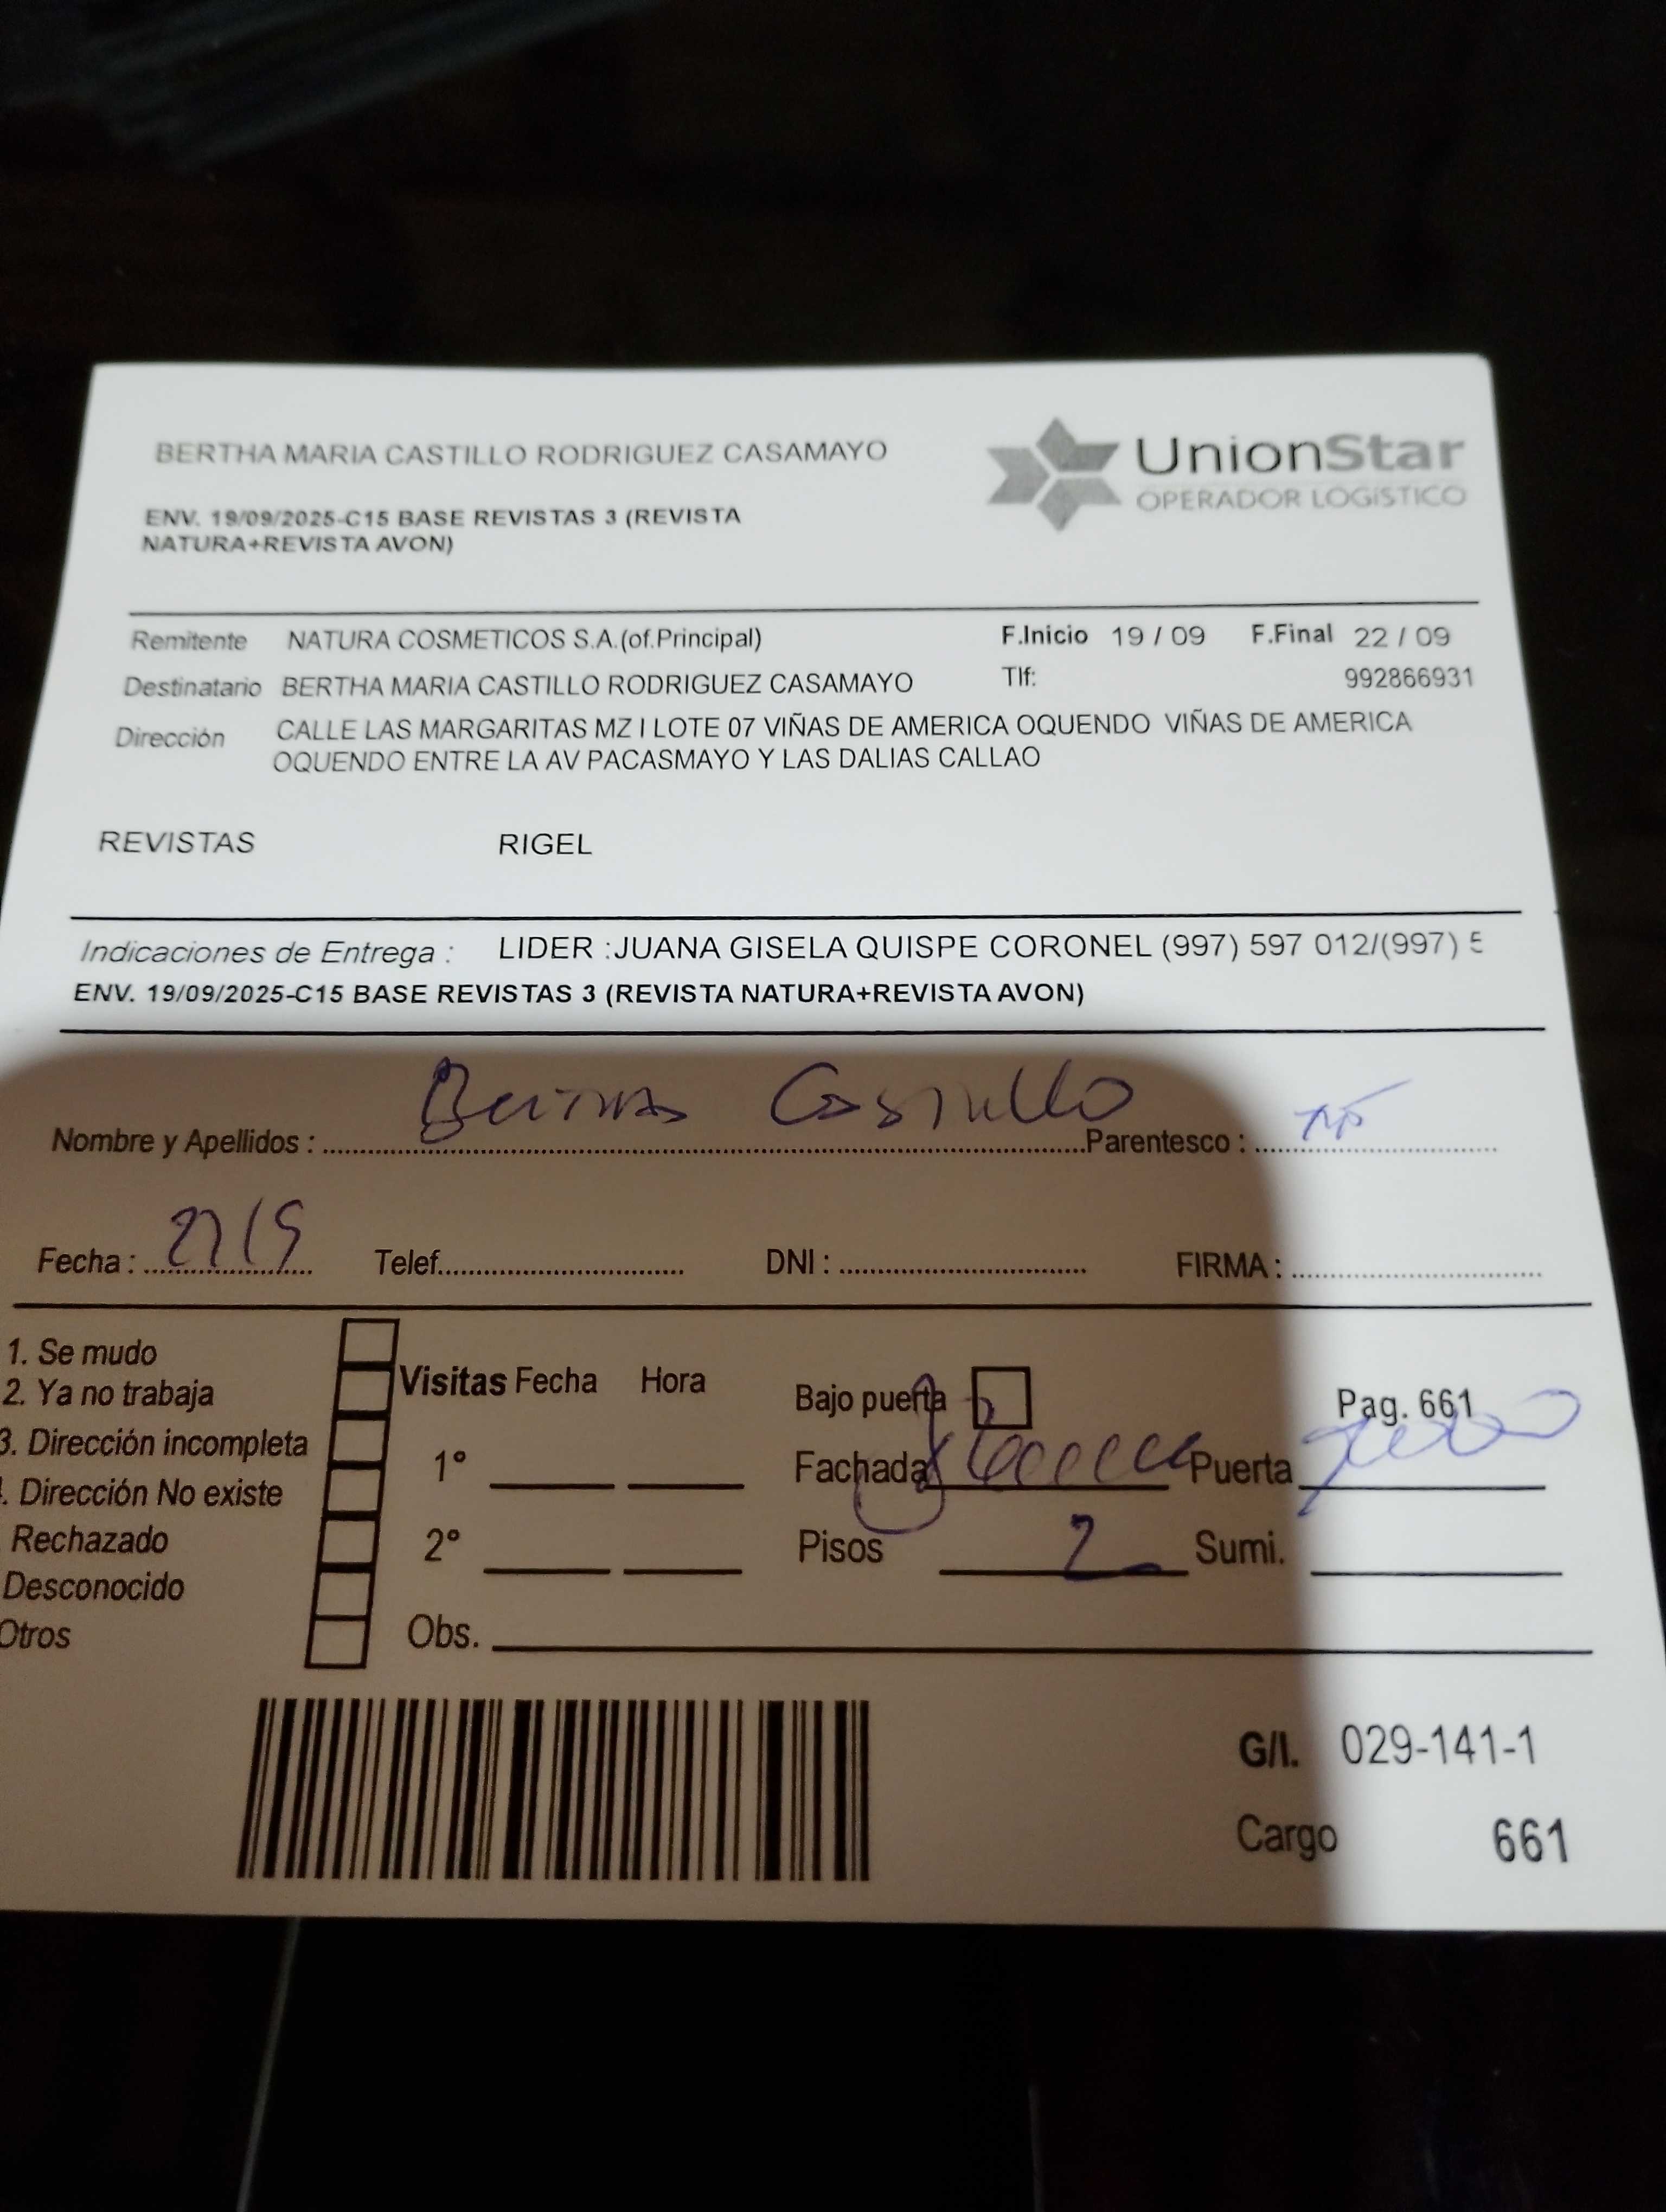 BERTHA MARIA CASTILLO RODRIGUEZ CASAMAYO
UnionStar
OPERADOR LOGISTICO
ENV. 19/09/2025-C15 BASE REVISTAS 3 (REVISTA
NATURA+REVISTA AVON)
Remitente NATURA COSMETICOS S.A.(of.Principal) F.Inicio 19 / 09 F.Final 22 / 09
Destinatario BERTHA MARIA CASTILLO RODRIGUEZ CASAMAYO Tlf: 992866931
Dirección CALLE LAS MARGARITAS MZ I LOTE 07 VIÑAS DE AMERICA OQUENDO VIÑAS DE AMERICA
OQUENDO ENTRE LA AV PACASMAYO Y LAS DALIAS CALLAO
REVISTAS RIGEL
Indicaciones de Entrega : LIDER :JUANA GISELA QUISPE CORONEL (997) 597 012/(997) 5
ENV. 19/09/2025-C15 BASE REVISTAS 3 (REVISTA NATURA+REVISTA AVON)
Nombre y Apellidos : Castillo Parentesco :
Fecha : Telef. DNI : FIRMA :
1. Se mudo
2. Ya no trabaja Visitas Fecha Hora Bajo puerta Pag. 661
3. Dirección incompleta 1° Fachada Puerta
. Dirección No existe
Rechazado 2° Pisos 2 Sumi.
Desconocido
Otros Obs.
G/I. 029-141-1
Cargo 661